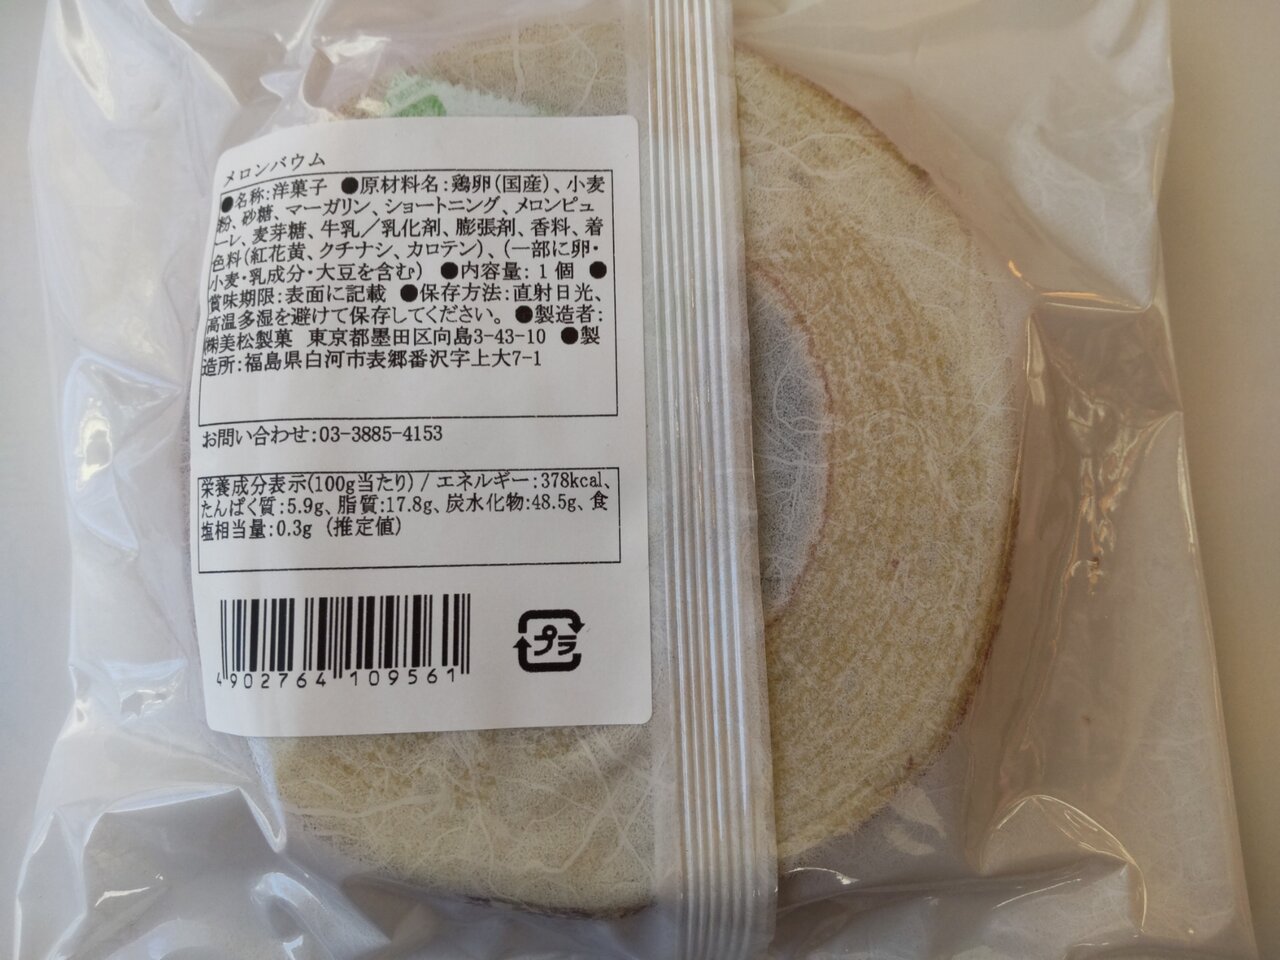 メロンバウム
●名称:洋菓子 ●原材料名:鶏卵(国産)、小麦
粉、砂糖、マーガリン、ショートニング、メロンピュ
ーレ、麦芽糖、牛乳／乳化剤、膨張剤、香料、着
色料(紅花黄、クチナシ、カロテン)、(一部に卵・
小麦・乳成分・大豆を含む) ●内容量:1個 ●
賞味期限:表面に記載 ●保存方法:直射日光、
高温多湿を避けて保存してください。●製造者:
㈱美松製菓 東京都墨田区向島3-43-10 ●製
造所:福島県白河市表郷番沢字上大7-1
お問い合わせ:03-3885-4153
栄養成分表示(100g当たり) / エネルギー:378kcal、
たんぱく質:5.9g、脂質:17.8g、炭水化物:48.5g、食
塩相当量:0.3g (推定値)
4902764109561
プラ